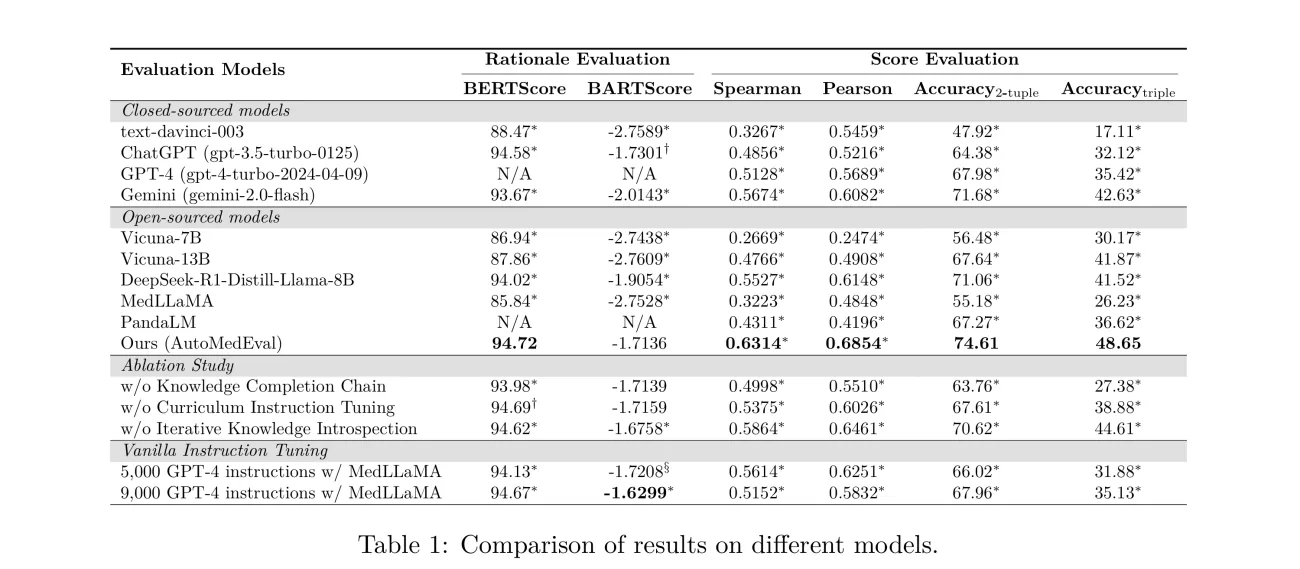 Evaluation Models Rationale Evaluation Score Evaluation
BERTScore BARTScore Spearman Pearson Accuracy2-tuple Accuracytriple
Closed-sourced models
text-davinci-003 88.47* -2.7589* 0.3267* 0.5459* 47.92* 17.11*
ChatGPT (gpt-3.5-turbo-0125) 94.58* -1.7301† 0.4856* 0.5216* 64.38* 32.12*
GPT-4 (gpt-4-turbo-2024-04-09) N/A N/A 0.5128* 0.5689* 67.98* 35.42*
Gemini (gemini-2.0-flash) 93.67* -2.0143* 0.5674* 0.6082* 71.68* 42.63*
Open-sourced models
Vicuna-7B 86.94* -2.7438* 0.2669* 0.2474* 56.48* 30.17*
Vicuna-13B 87.86* -2.7609* 0.4766* 0.4908* 67.64* 41.87*
DeepSeek-R1-Distill-Llama-8B 94.02* -1.9054* 0.5527* 0.6148* 71.06* 41.52*
MedLLaMA 85.84* -2.7528* 0.3223* 0.4848* 55.18* 26.23*
PandaLM N/A N/A 0.4311* 0.4196* 67.27* 36.62*
Ours (AutoMedEval) 94.72 -1.7136 0.6314* 0.6854* 74.61 48.65
Ablation Study
w/o Knowledge Completion Chain 93.98* -1.7139 0.4998* 0.5510* 63.76* 27.38*
w/o Curriculum Instruction Tuning 94.69† -1.7159 0.5375* 0.6026* 67.61* 38.88*
w/o Iterative Knowledge Introspection 94.62* -1.6758* 0.5864* 0.6461* 70.62* 44.61*
Vanilla Instruction Tuning
5,000 GPT-4 instructions w/ MedLLaMA 94.13* -1.7208§ 0.5614* 0.6251* 66.02* 31.88*
9,000 GPT-4 instructions w/ MedLLaMA 94.67* -1.6299* 0.5152* 0.5832* 67.96* 35.13*
Table 1: Comparison of results on different models.